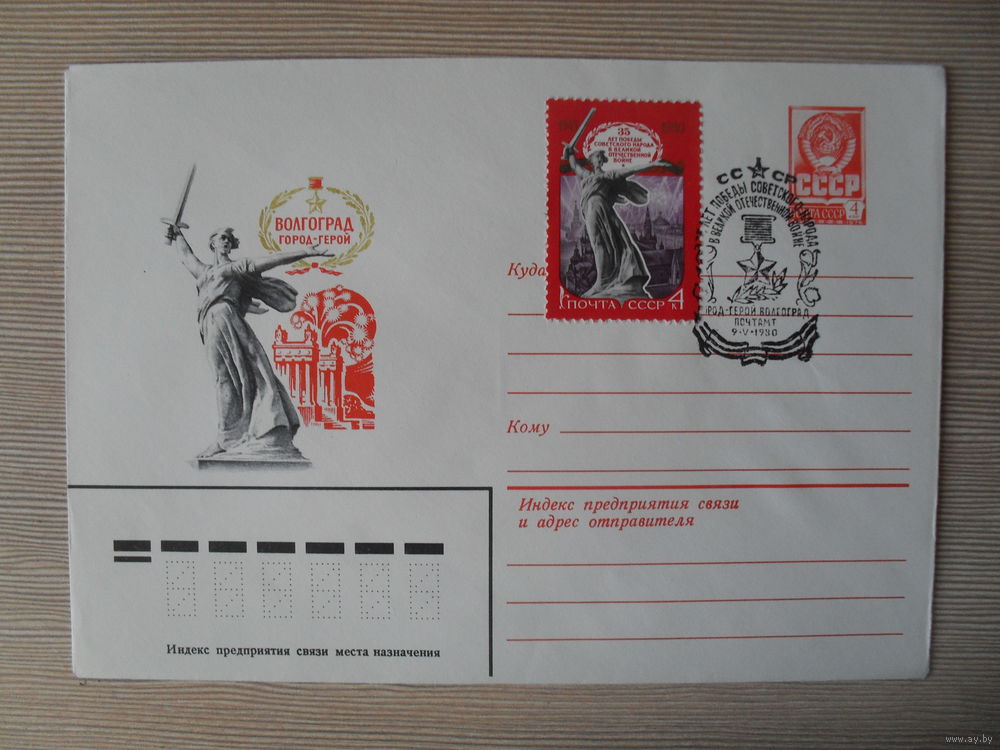 ВОЛГОГРАД
ГОРОД-ГЕРОЙ
35
ЛЕТ ПОБЕДЫ
СОВЕТСКОГО НАРОДА
В ВЕЛИКОЙ
ОТЕЧЕСТВЕННОЙ
ВОЙНЕ
ПОЧТА СССР 4
К
СССР
ПОЧТА СССР 4
СС СР
ЛЕТ ПОБЕДЫ СОВЕТСКОГО НАРОДА
В ВЕЛИКОЙ ОТЕЧЕСТВЕННОЙ ВОЙНЕ
ГОРОД-ГЕРОЙ ВОЛГОГРАД
ПОЧТАМТ
9-V-1980
Куда
Кому
Индекс предприятия связи
и адрес отправителя
Индекс предприятия связи места назначения
www.ay.by